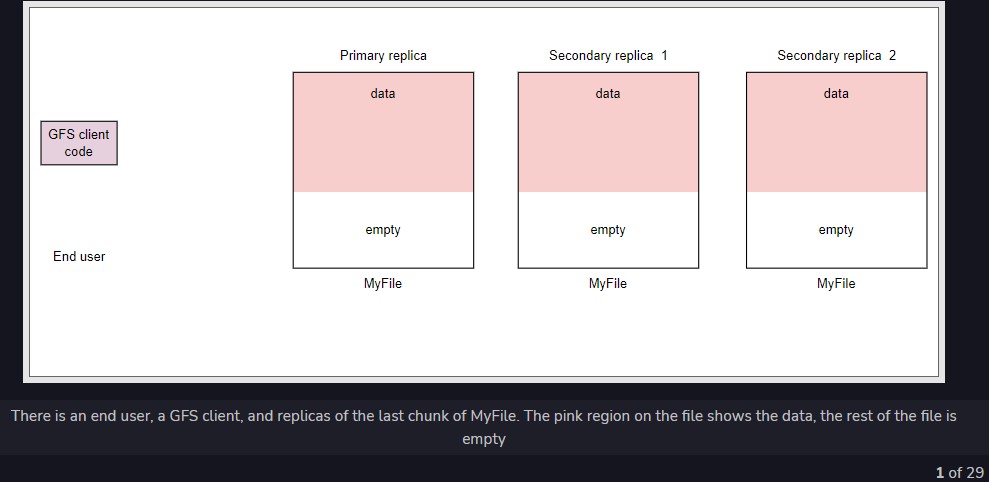 Primary replica
Secondary replica 1
Secondary replica 2
data
data
data
GFS client
code
empty
empty
empty
End user
MyFile
MyFile
MyFile
There is an end user, a GFS client, and replicas of the last chunk of MyFile. The pink region on the file shows the data, the rest of the file is
empty
1 of 29